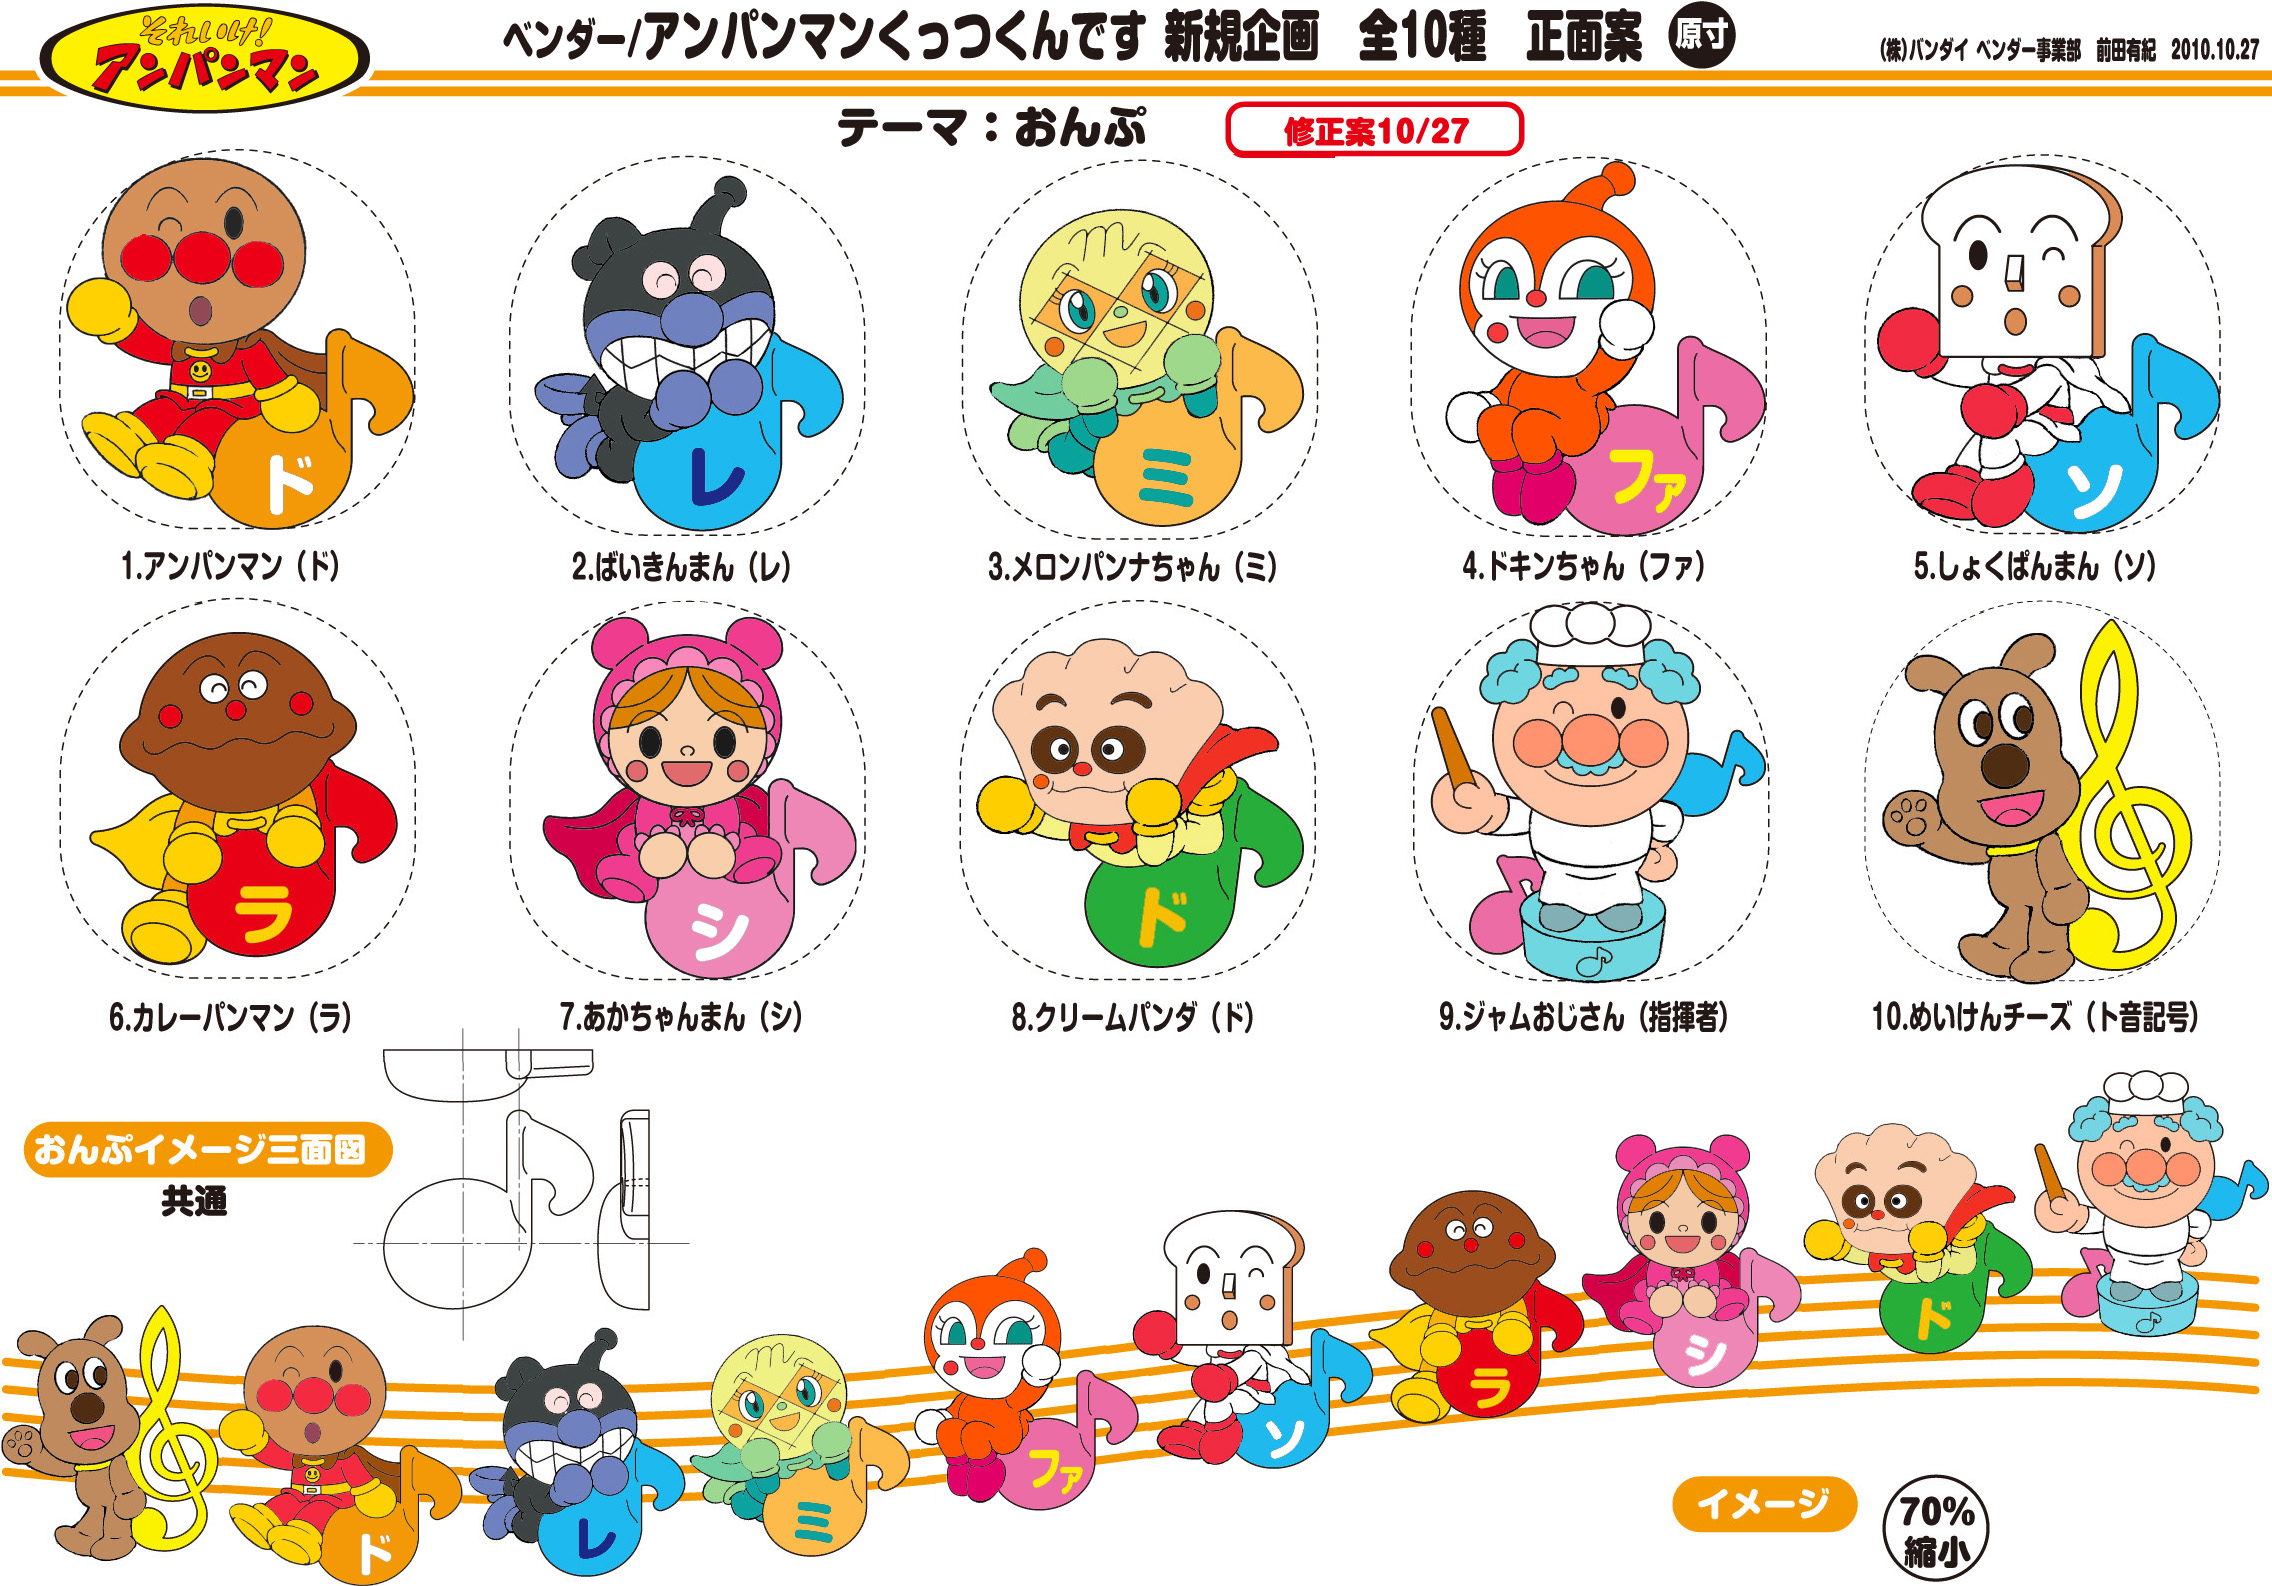 それいけ!
アンパンマン
ベンダー/アンパンマンくっつくんです 新規企画 全10種 正面案 原寸
(株)バンダイ ベンダー事業部 前田有紀 2010.10.27
テーマ：おんぷ
修正案10/27
ド
レ
ミ
ファ
ソ
1.アンパンマン（ド）
2.ばいきんまん（レ）
3.メロンパンナちゃん（ミ）
4.ドキンちゃん（ファ）
5.しょくぱんまん（ソ）
ラ
シ
ド
6.カレーパンマン（ラ）
7.あかちゃんまん（シ）
8.クリームパンダ（ド）
9.ジャムおじさん（指揮者）
10.めいけんチーズ（ト音記号）
おんぷイメージ三面図
共通
ド
レ
ミ
ファ
ソ
ラ
シ
ド
イメージ
70%
縮小